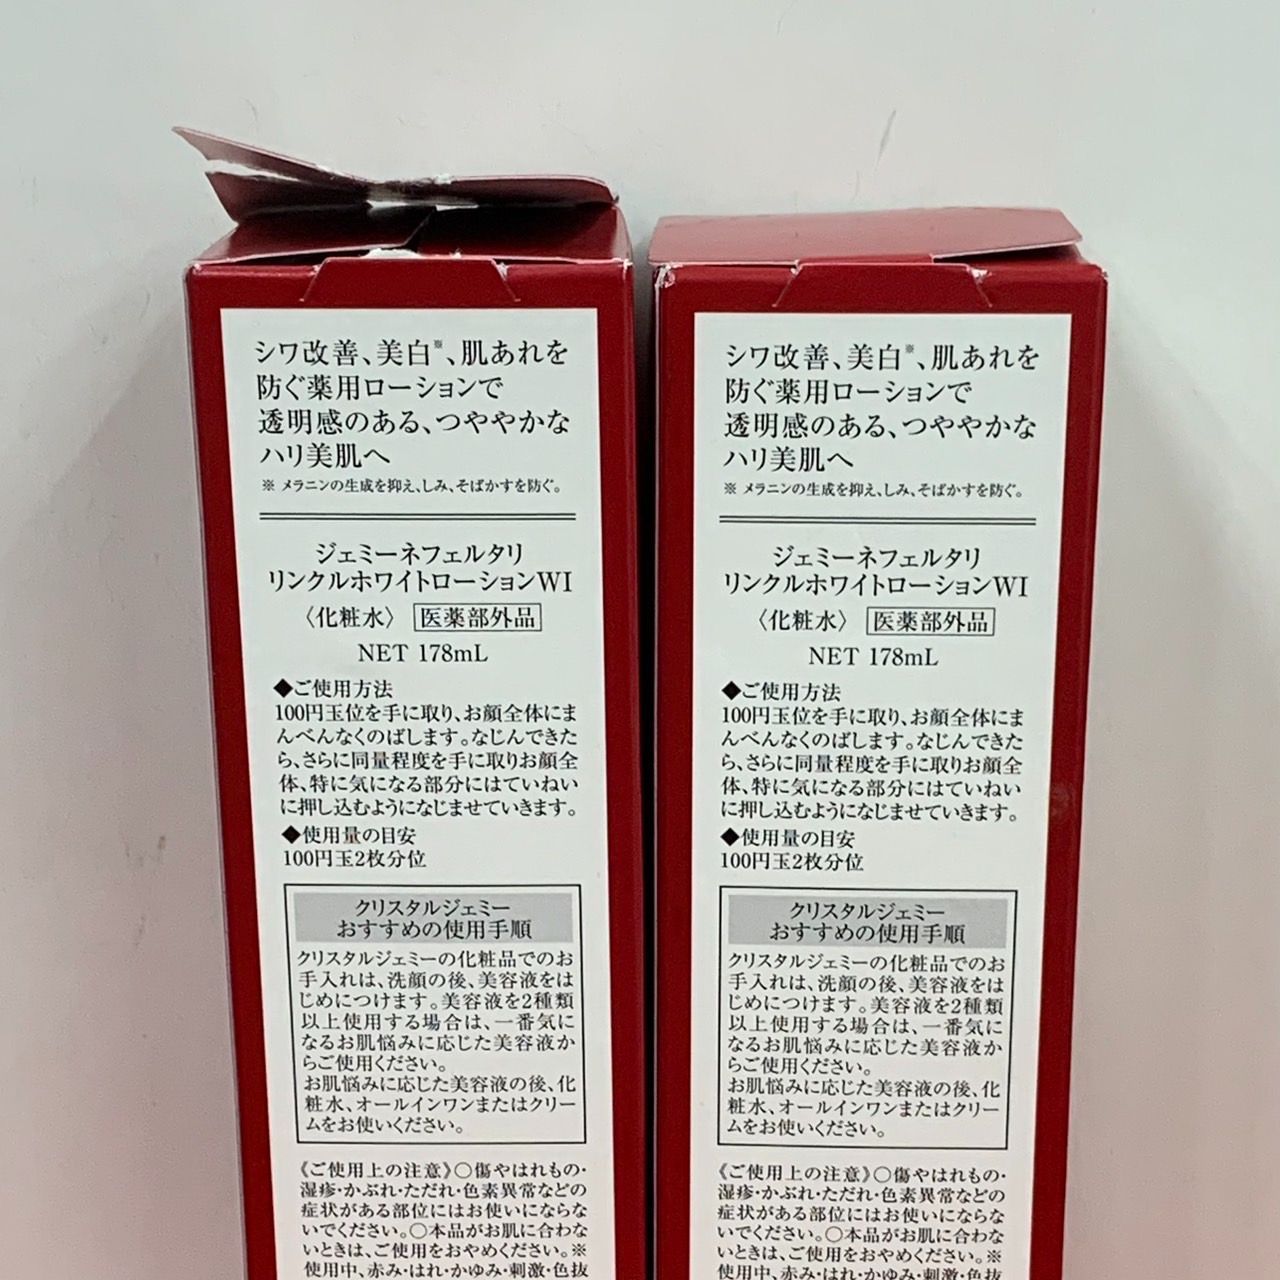 シワ改善、美白※、肌あれを
防ぐ薬用ローションで
透明感のある、つややかな
ハリ美肌へ
※ メラニンの生成を抑え、しみ、そばかすを防ぐ。
ジェミーネフェルタリ
リンクルホワイトローションWI
〈化粧水〉 医薬部外品
NET 178mL
◆ご使用方法
100円玉位を手に取り、お顔全体にま
んべんなくのばします。なじんできた
ら、さらに同量程度を手に取りお顔全
体、特に気になる部分にはていねい
に押し込むようになじませていきます。
◆使用量の目安
100円玉2枚分位
クリスタルジェミー
おすすめの使用手順
クリスタルジェミーの化粧品でのお
手入れは、洗顔の後、美容液をは
じめにつけます。美容液を2種類
以上使用する場合は、一番気に
なるお肌悩みに応じた美容液か
らご使用ください。
お肌悩みに応じた美容液の後、化
粧水、オールインワンまたはクリー
ムをお使いください。
《ご使用上の注意》○傷やはれもの・
湿疹・かぶれ・ただれ・色素異常などの
症状がある部位にはお使いにならな
いでください。○本品がお肌に合わな
いときは、ご使用をおやめください。※
使用中、赤み・はれ・かゆみ・刺激・色抜
シワ改善、美白※、肌あれを
防ぐ薬用ローションで
透明感のある、つややかな
ハリ美肌へ
※ メラニンの生成を抑え、しみ、そばかすを防ぐ。
ジェミーネフェルタリ
リンクルホワイトローションWI
〈化粧水〉 医薬部外品
NET 178mL
◆ご使用方法
100円玉位を手に取り、お顔全体にま
んべんなくのばします。なじんできた
ら、さらに同量程度を手に取りお顔全
体、特に気になる部分にはていねい
に押し込むようになじませていきます。
◆使用量の目安
100円玉2枚分位
クリスタルジェミー
おすすめの使用手順
クリスタルジェミーの化粧品でのお
手入れは、洗顔の後、美容液をは
じめにつけます。美容液を2種類
以上使用する場合は、一番気に
なるお肌悩みに応じた美容液か
らご使用ください。
お肌悩みに応じた美容液の後、化
粧水、オールインワンまたはクリー
ムをお使いください。
《ご使用上の注意》○傷やはれもの・
湿疹・かぶれ・ただれ・色素異常などの
症状がある部位にはお使いにならな
いでください。○本品がお肌に合わな
いときは、ご使用をおやめください。※
使用中、赤み・はれ・かゆみ・刺激・色抜